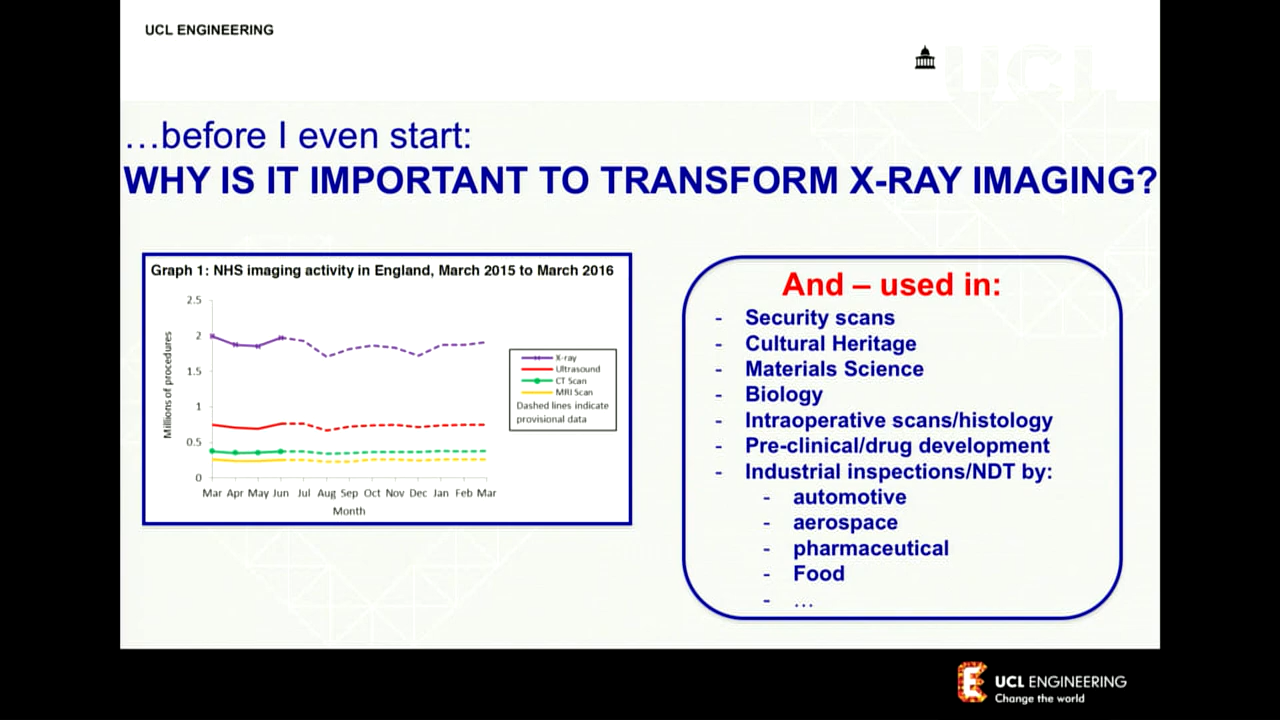 UCL ENGINEERING
UCL
…before I even start:
WHY IS IT IMPORTANT TO TRANSFORM X-RAY IMAGING?
Graph 1: NHS imaging activity in England, March 2015 to March 2016
2.5
2
1.5
1
0.5
0
Millions of procedures
Mar Apr May Jun Jul Aug Sep Oct Nov Dec Jan Feb Mar
Month
X-ray
Ultrasound
CT Scan
MRI Scan
Dashed lines indicate
provisional data
And – used in:
- Security scans
- Cultural Heritage
- Materials Science
- Biology
- Intraoperative scans/histology
- Pre-clinical/drug development
- Industrial inspections/NDT by:
- automotive
- aerospace
- pharmaceutical
- Food
- …
UCL ENGINEERING
Change the world